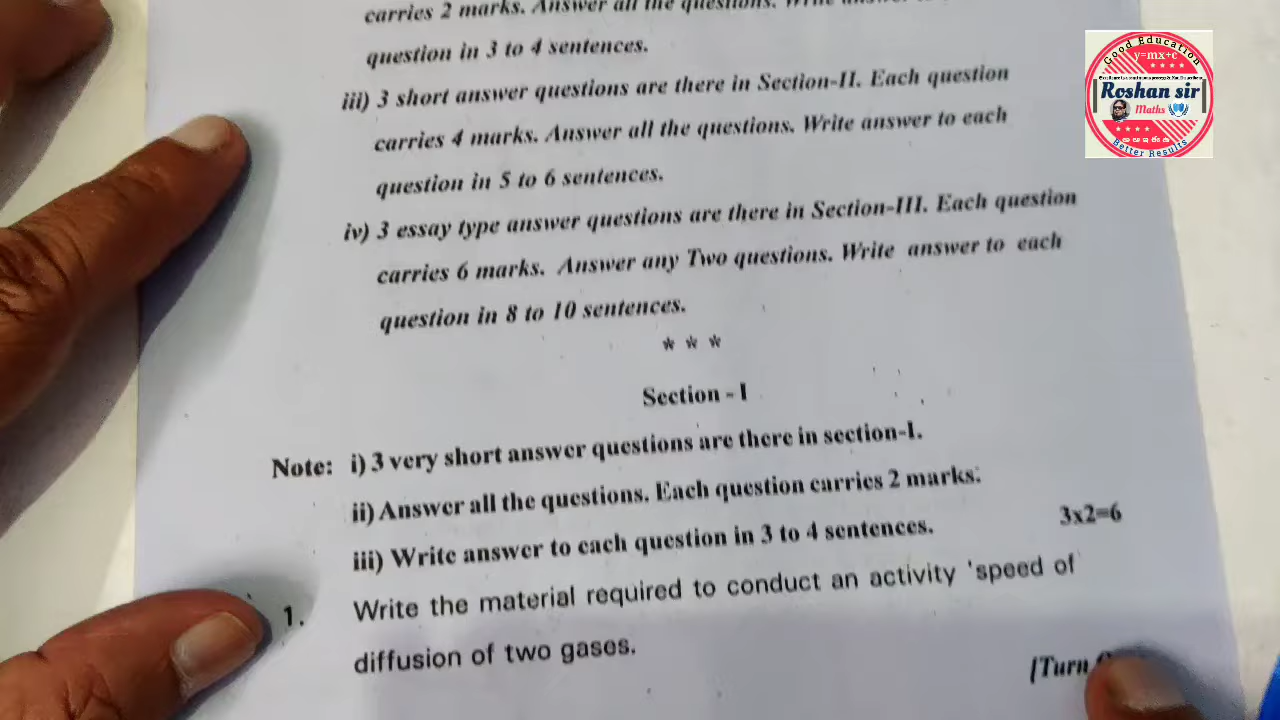 carries 2 marks. Answer all the questions. Write
question in 3 to 4 sentences.
iii) 3 short answer questions are there in Section-II. Each question
carries 4 marks. Answer all the questions. Write answer to each
question in 5 to 6 sentences.
iv) 3 essay type answer questions are there in Section-III. Each question
carries 6 marks. Answer any Two questions. Write answer to each
question in 8 to 10 sentences.
* * *
Section - I
Note: i) 3 very short answer questions are there in section-I.
ii) Answer all the questions. Each question carries 2 marks.
iii) Write answer to each question in 3 to 4 sentences.
3x2=6
1. Write the material required to conduct an activity 'speed of
diffusion of two gases.
[Turn
Good Education
y=mx+c
Roshan sir
Maths
Better Results